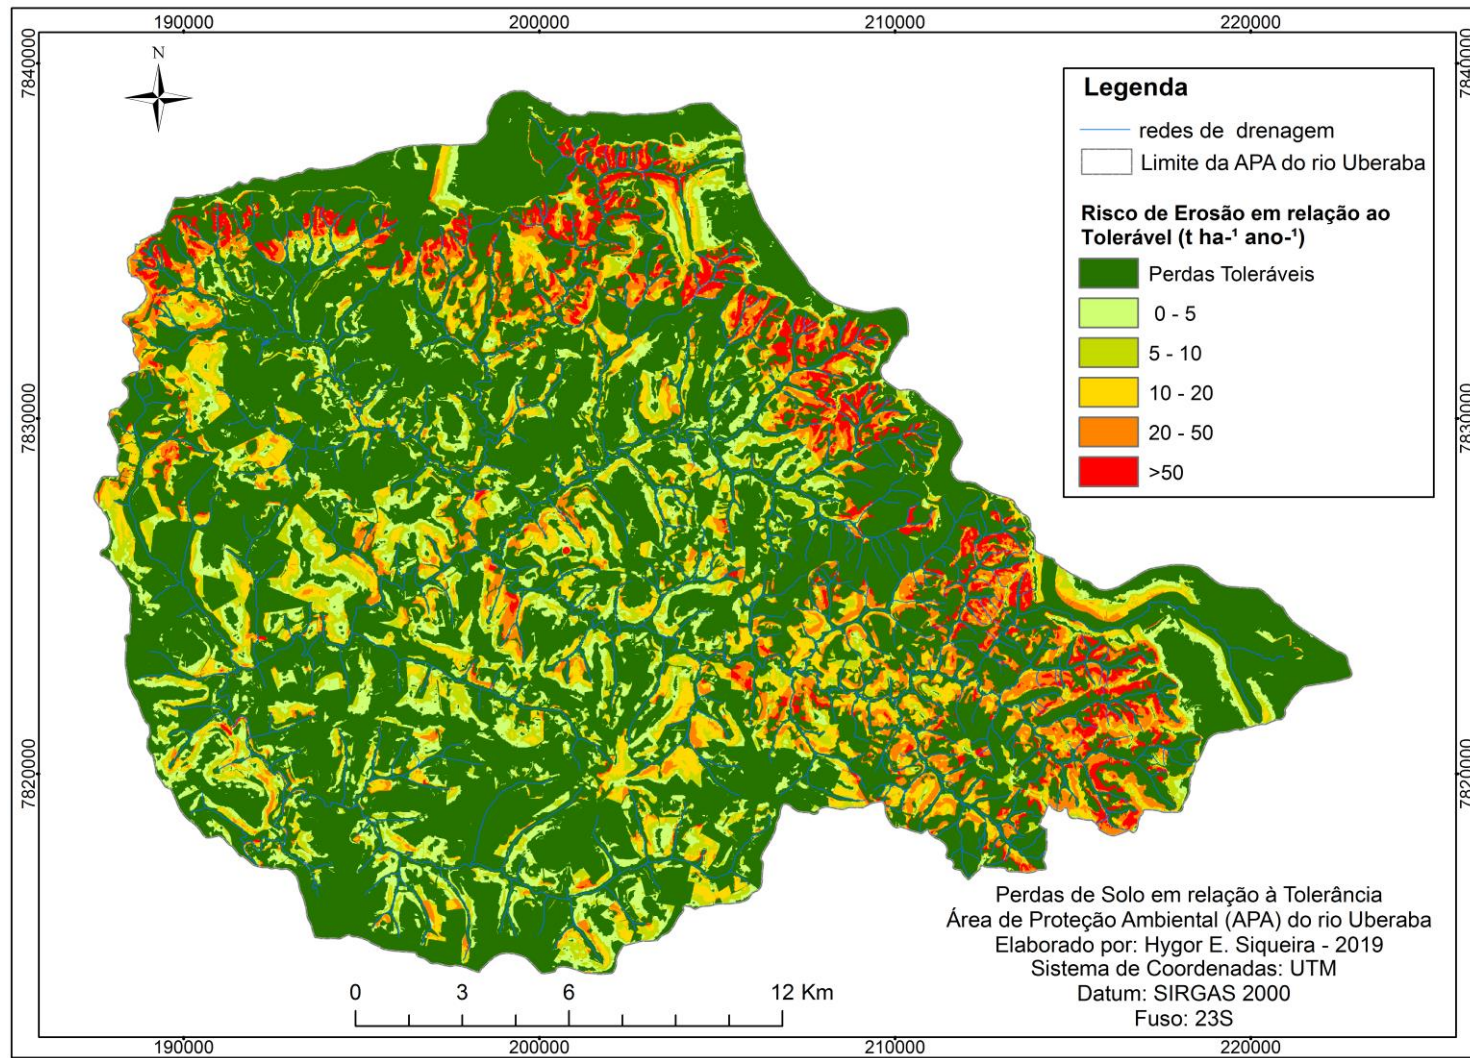 190000
200000
210000
220000
7840000
7840000
N
Legenda
redes de drenagem
Limite da APA do rio Uberaba
Risco de Erosão em relação ao
Tolerável (t ha-¹ ano-¹)
Perdas Toleráveis
0 - 5
5 - 10
10 - 20
20 - 50
>50
7830000
7830000
7820000
7820000
Perdas de Solo em relação à Tolerância
Área de Proteção Ambiental (APA) do rio Uberaba
Elaborado por: Hygor E. Siqueira - 2019
Sistema de Coordenadas: UTM
Datum: SIRGAS 2000
Fuso: 23S
0 3 6 12 Km
190000
200000
210000
220000